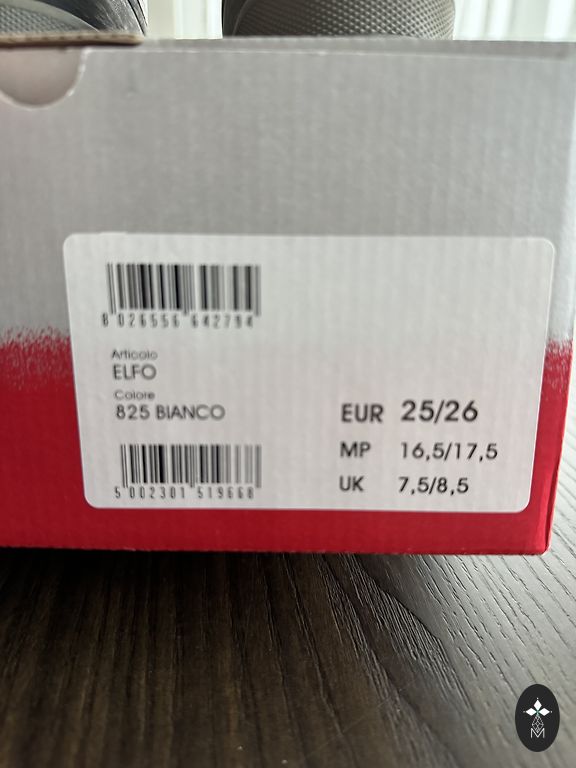 8 026556 642794
Articolo
ELFO
Colore
825 BIANCO
5 002301 519668
EUR 25/26
MP 16,5/17,5
UK 7,5/8,5
M